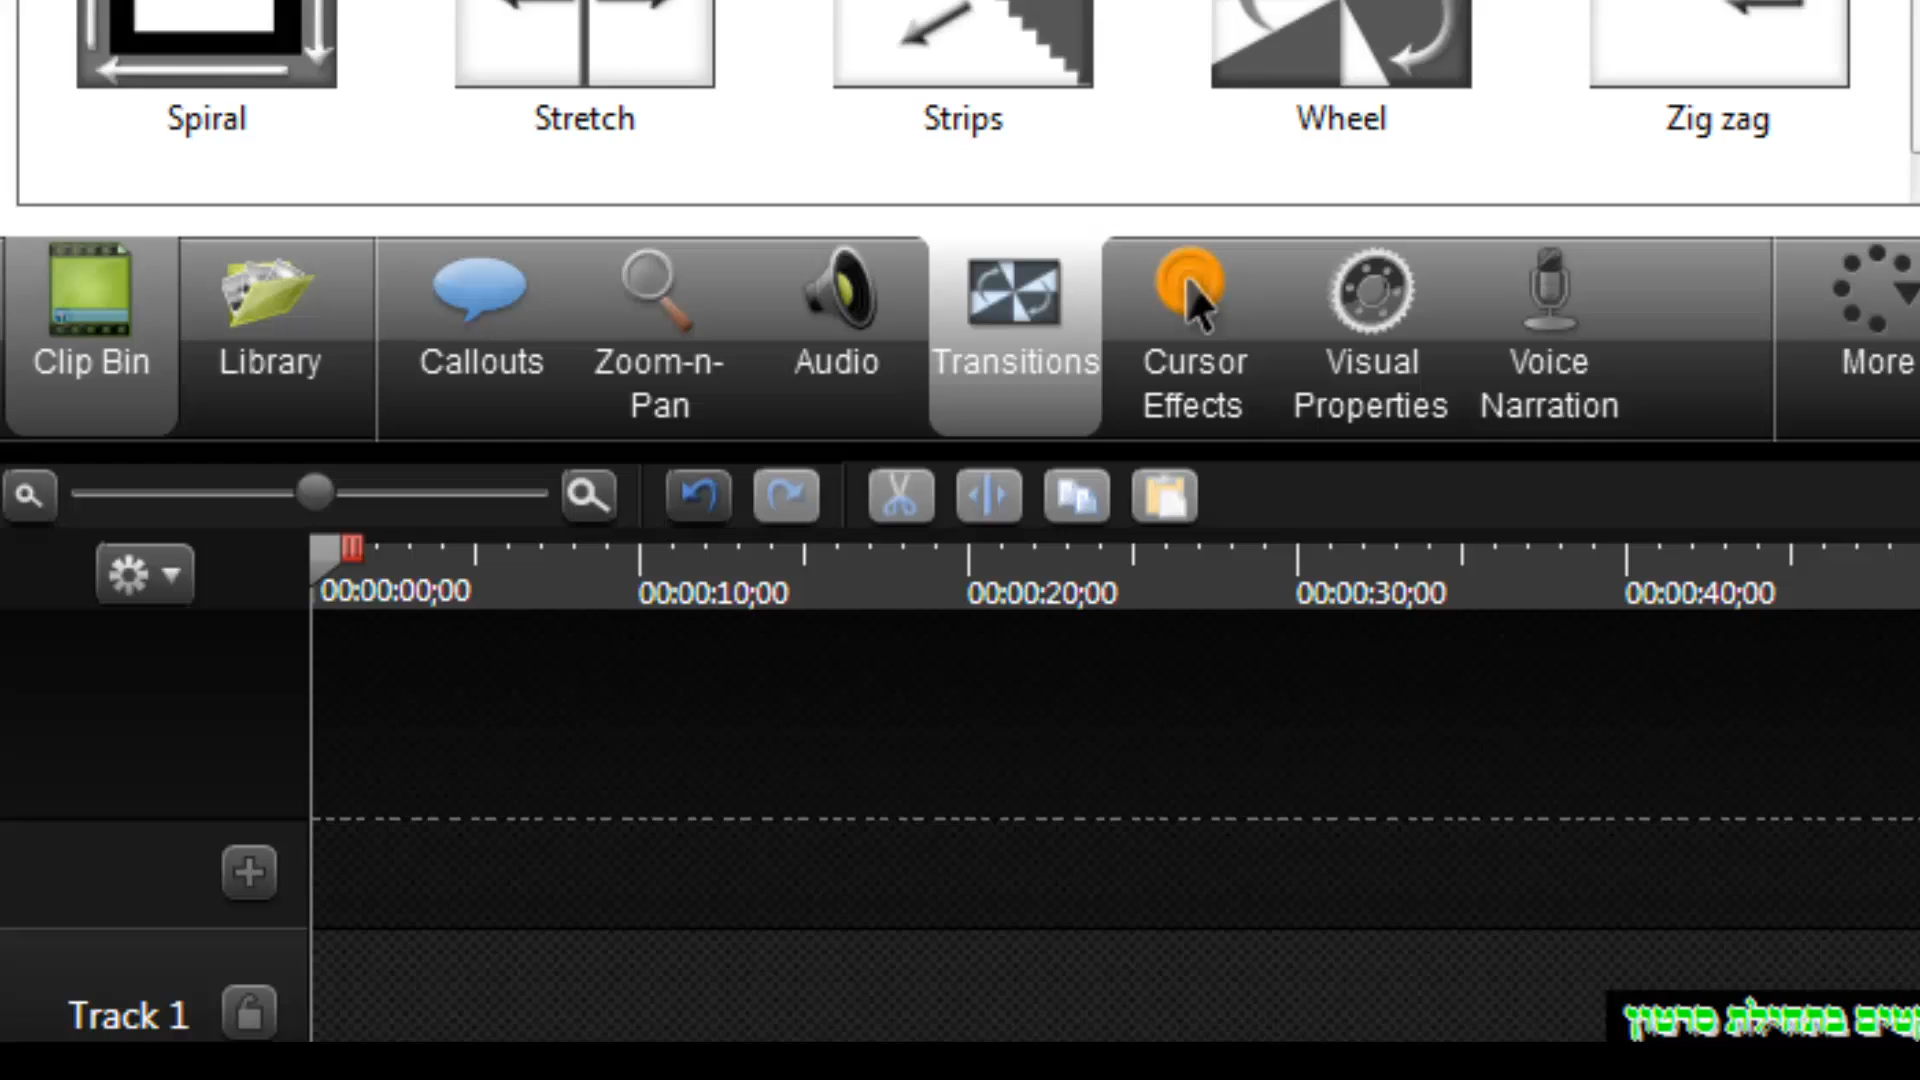 Spiral Stretch Strips Wheel Zig zag
Clip Bin Library Callouts Zoom-n-Pan Audio Transitions Cursor Effects Visual Properties Voice Narration More
00:00:00;00 00:00:10;00 00:00:20;00 00:00:30;00 00:00:40;00
Track 1
בתחילת סרטון